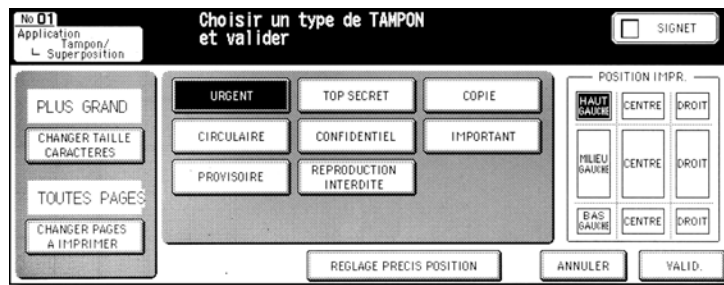 No 01
Application
Tampon/
Superposition
Choisir un type de TAMPON
et valider
SIGNET
PLUS GRAND
CHANGER TAILLE
CARACTERES
TOUTES PAGES
CHANGER PAGES
A IMPRIMER
URGENT
TOP SECRET
COPIE
CIRCULAIRE
CONFIDENTIEL
IMPORTANT
PROVISOIRE
REPRODUCTION
INTERDITE
POSITION IMPR.
HAUT
GAUCHE
CENTRE
DROIT
MILIEU
GAUCHE
CENTRE
DROIT
BAS
GAUCHE
CENTRE
DROIT
REGLAGE PRECIS POSITION
ANNULER
VALID.